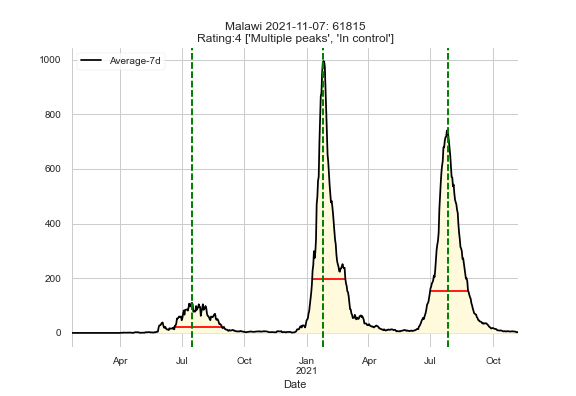 Malawi 2021-11-07: 61815
Rating:4 ['Multiple peaks', 'In control']
Average-7d
1000
800
600
400
200
0
Apr Jul Oct Jan Apr Jul Oct
2021
Date